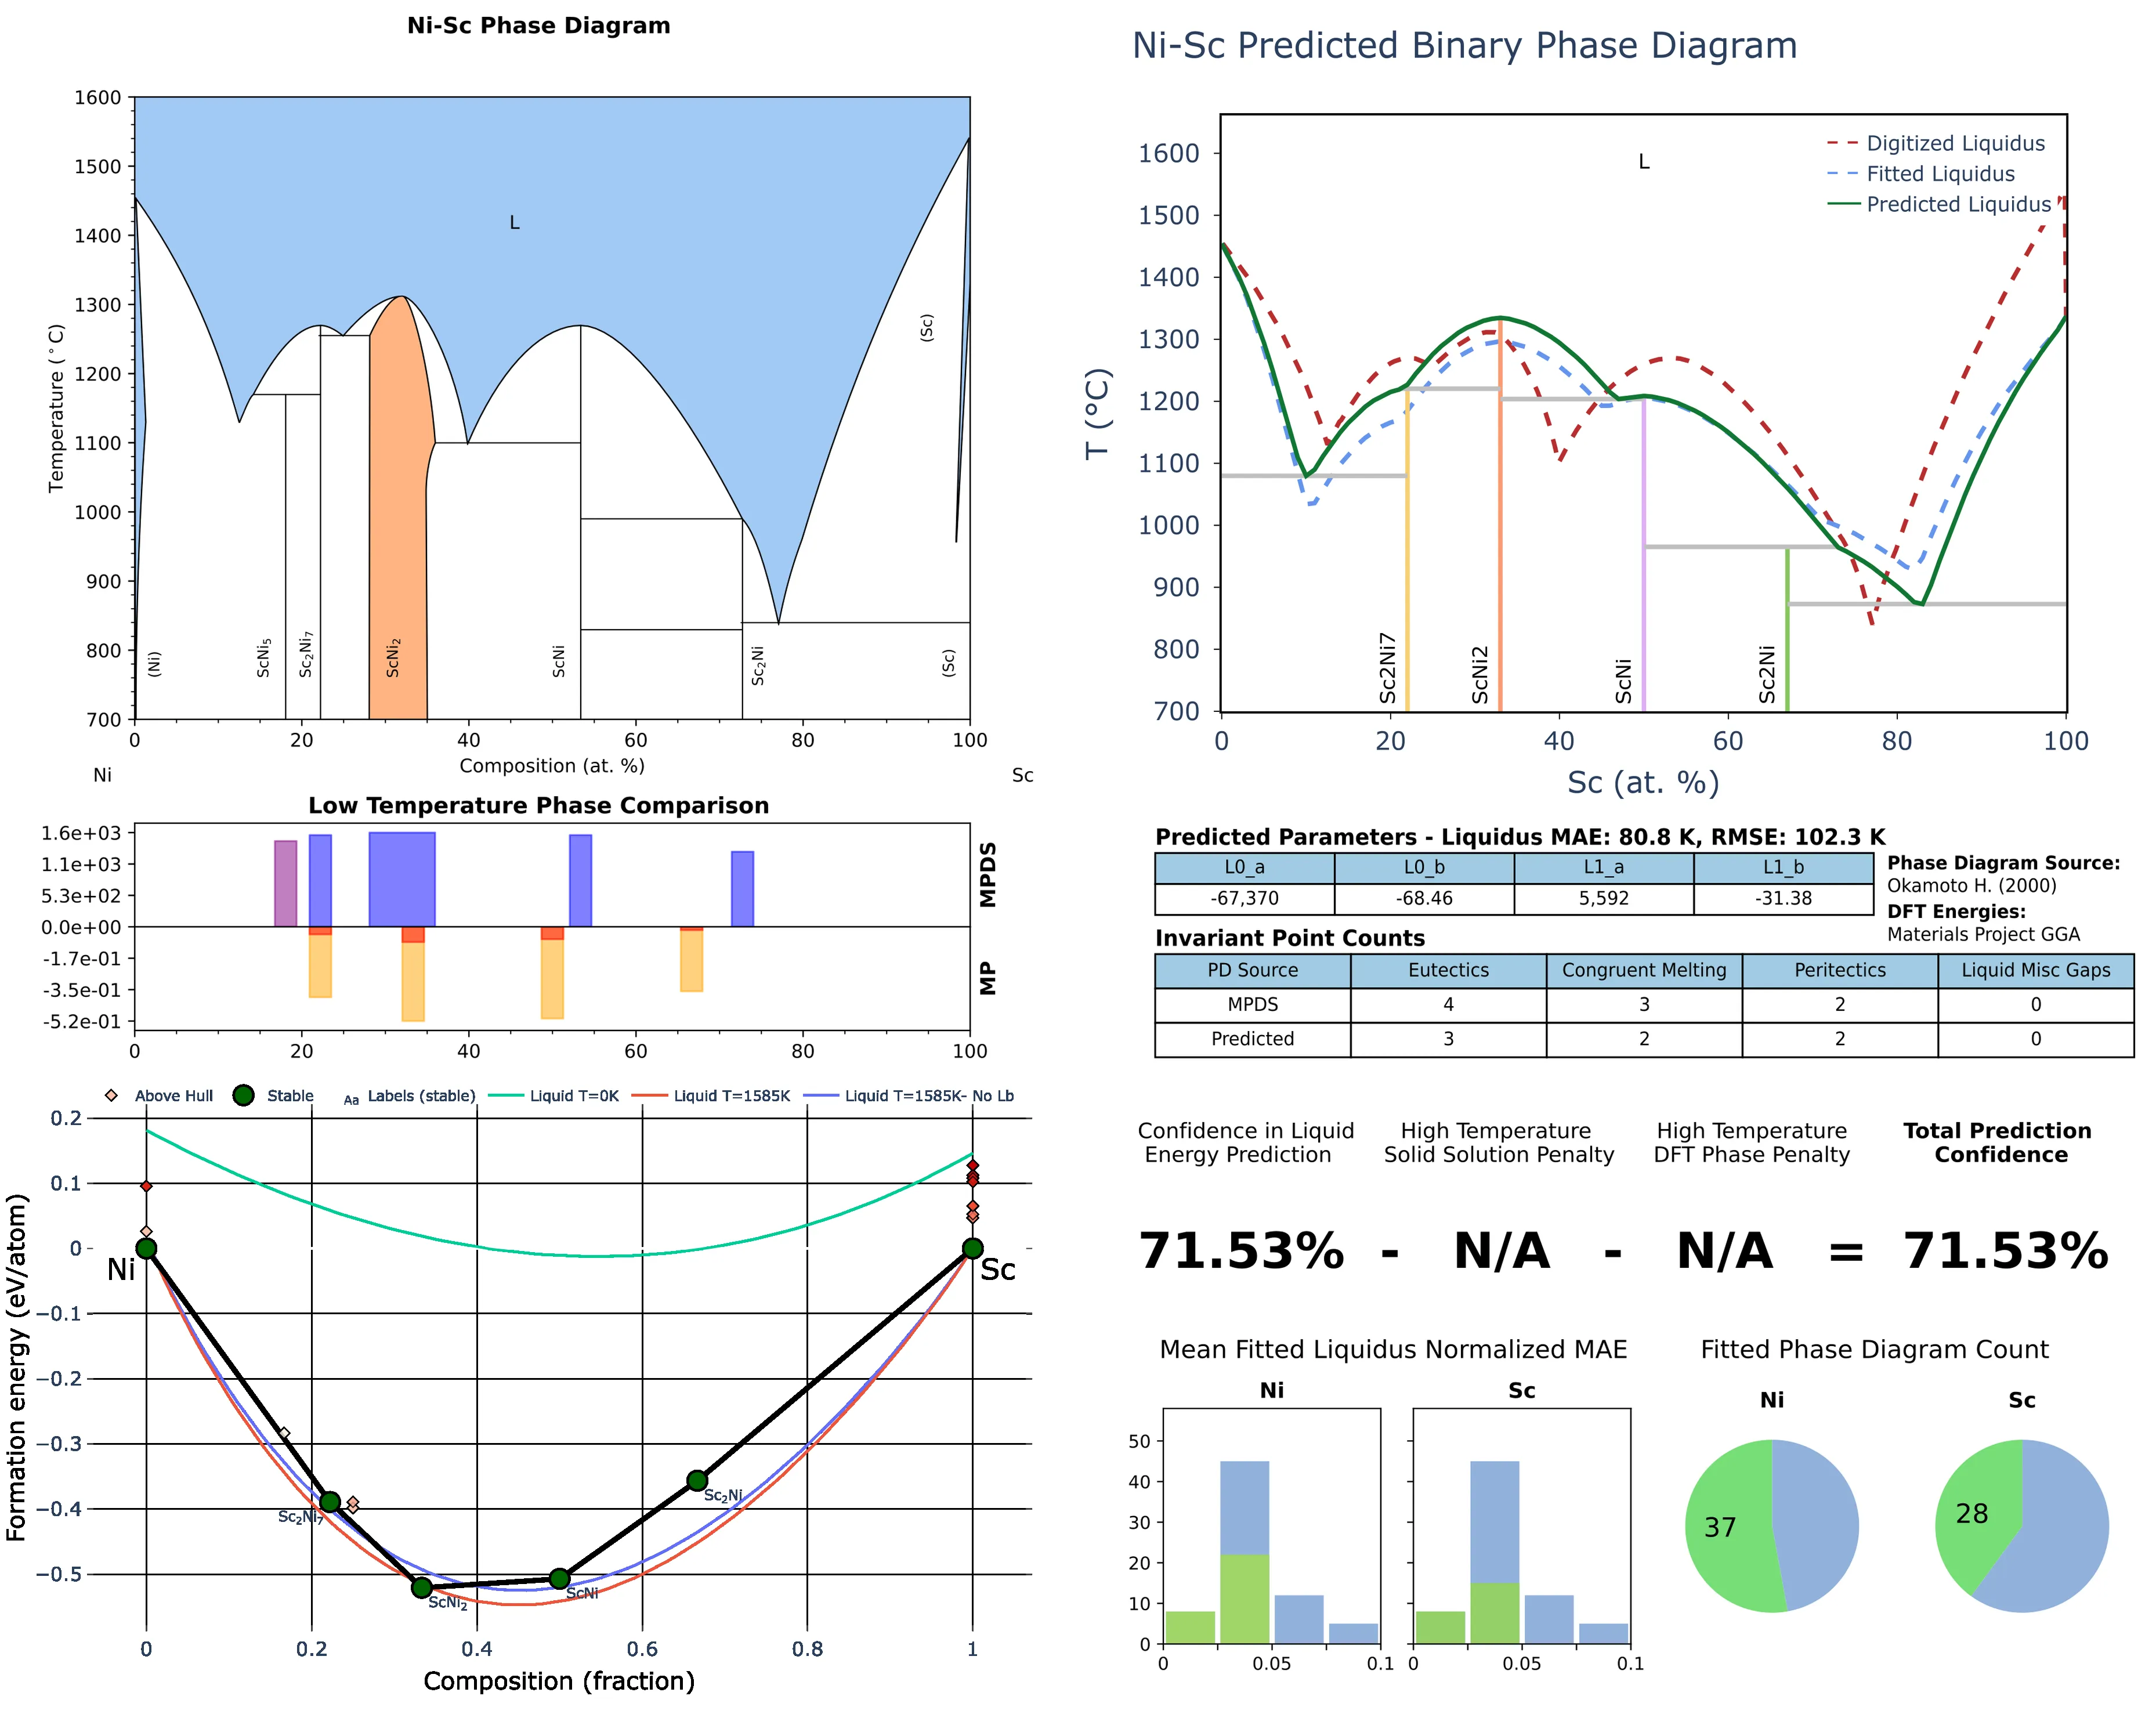 Ni-Sc Phase Diagram
1600
1500
1400
1300
1200
1100
1000
900
800
700
Temperature (°C)
L
(Ni)
ScNi5
Sc2Ni7
ScNi2
ScNi
Sc2Ni
(Sc)
(Sc)
0 20 40 60 80 100
Composition (at. %)
Ni Sc
Ni-Sc Predicted Binary Phase Diagram
1600
1500
1400
1300
1200
1100
1000
900
800
700
T (°C)
L
Digitized Liquidus
Fitted Liquidus
Predicted Liquidus
Sc2Ni7
ScNi2
ScNi
Sc2Ni
0 20 40 60 80 100
Sc (at. %)
Low Temperature Phase Comparison
1.6e+03
1.1e+03
5.3e+02
0.0e+00
-1.7e-01
-3.5e-01
-5.2e-01
MPDS
MP
0 20 40 60 80 100
Predicted Parameters - Liquidus MAE: 80.8 K, RMSE: 102.3 K
L0_a L0_b L1_a L1_b
-67,370 -68.46 5,592 -31.38
Phase Diagram Source:
Okamoto H. (2000)
DFT Energies:
Materials Project GGA
Invariant Point Counts
PD Source Eutectics Congruent Melting Peritectics Liquid Misc Gaps
MPDS 4 3 2 0
Predicted 3 2 2 0
Above Hull Stable Aa Labels (stable) Liquid T=0K Liquid T=1585K Liquid T=1585K- No Lb
0.2
0.1
0
−0.1
−0.2
−0.3
−0.4
−0.5
Formation energy (eV/atom)
Ni
Sc
Sc2Ni7
ScNi2
ScNi
Sc2Ni
0 0.2 0.4 0.6 0.8 1
Composition (fraction)
Confidence in Liquid
Energy Prediction
High Temperature
Solid Solution Penalty
High Temperature
DFT Phase Penalty
Total Prediction
Confidence
71.53% - N/A - N/A = 71.53%
Mean Fitted Liquidus Normalized MAE
Ni
Sc
50
40
30
20
10
0
0 0.05 0.1
0 0.05 0.1
Fitted Phase Diagram Count
Ni
Sc
37
28